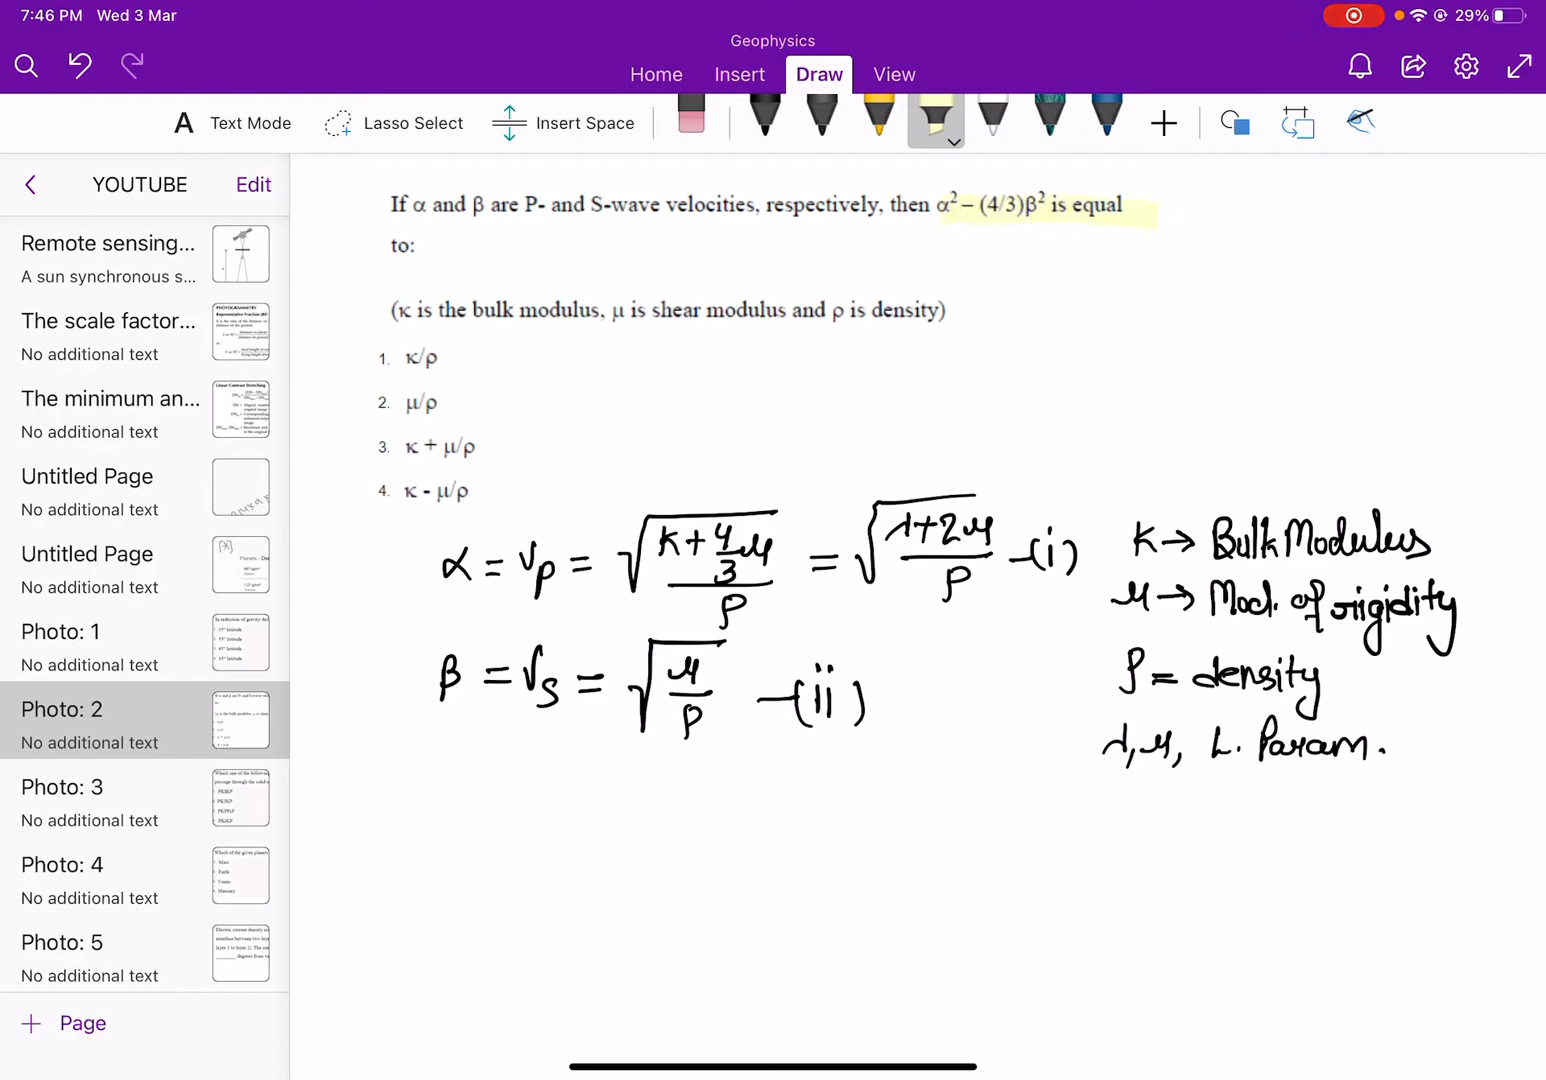 7:46 PM Wed 3 Mar
29%
Geophysics
Home Insert Draw View
A Text Mode Lasso Select Insert Space
YOUTUBE Edit
Remote sensing...
A sun synchronous s...
The scale factor...
No additional text
The minimum an...
No additional text
Untitled Page
No additional text
Untitled Page
No additional text
Photo: 1
No additional text
Photo: 2
No additional text
Photo: 3
No additional text
Photo: 4
No additional text
Photo: 5
No additional text
+ Page
If α and β are P- and S-wave velocities, respectively, then α² – (4/3)β² is equal
to:
(κ is the bulk modulus, μ is shear modulus and ρ is density)
1. κ/ρ
2. μ/ρ
3. κ + μ/ρ
4. κ - μ/ρ
α = Vp = √((K + 4/3 μ)/ρ) = √((λ+2μ)/ρ) –(i)
β = Vs = √(μ/ρ) –(ii)
K → Bulk Modulus
μ → Mod. of rigidity
ρ = density
λ, μ, L. Param.